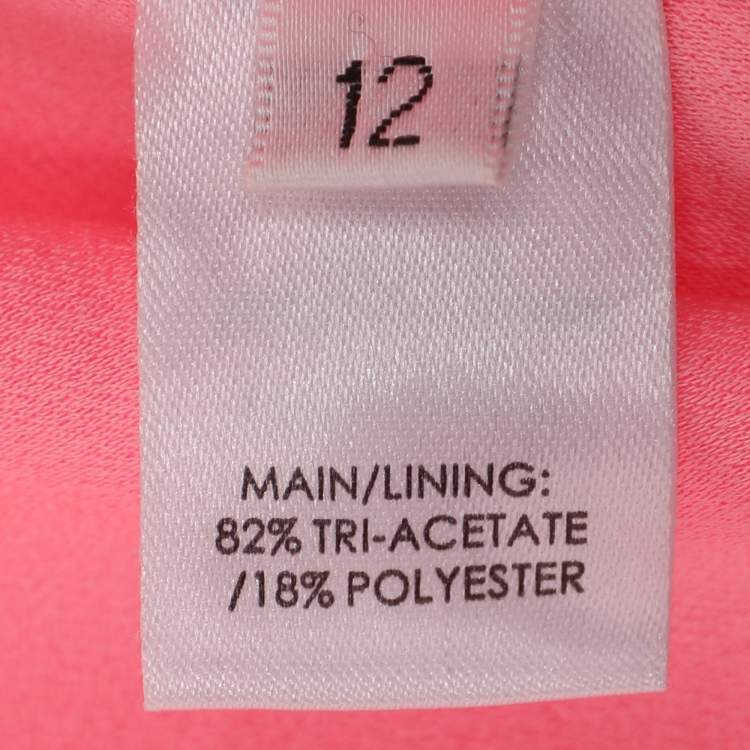 12
MAIN/LINING:
82% TRI-ACETATE
/18% POLYESTER